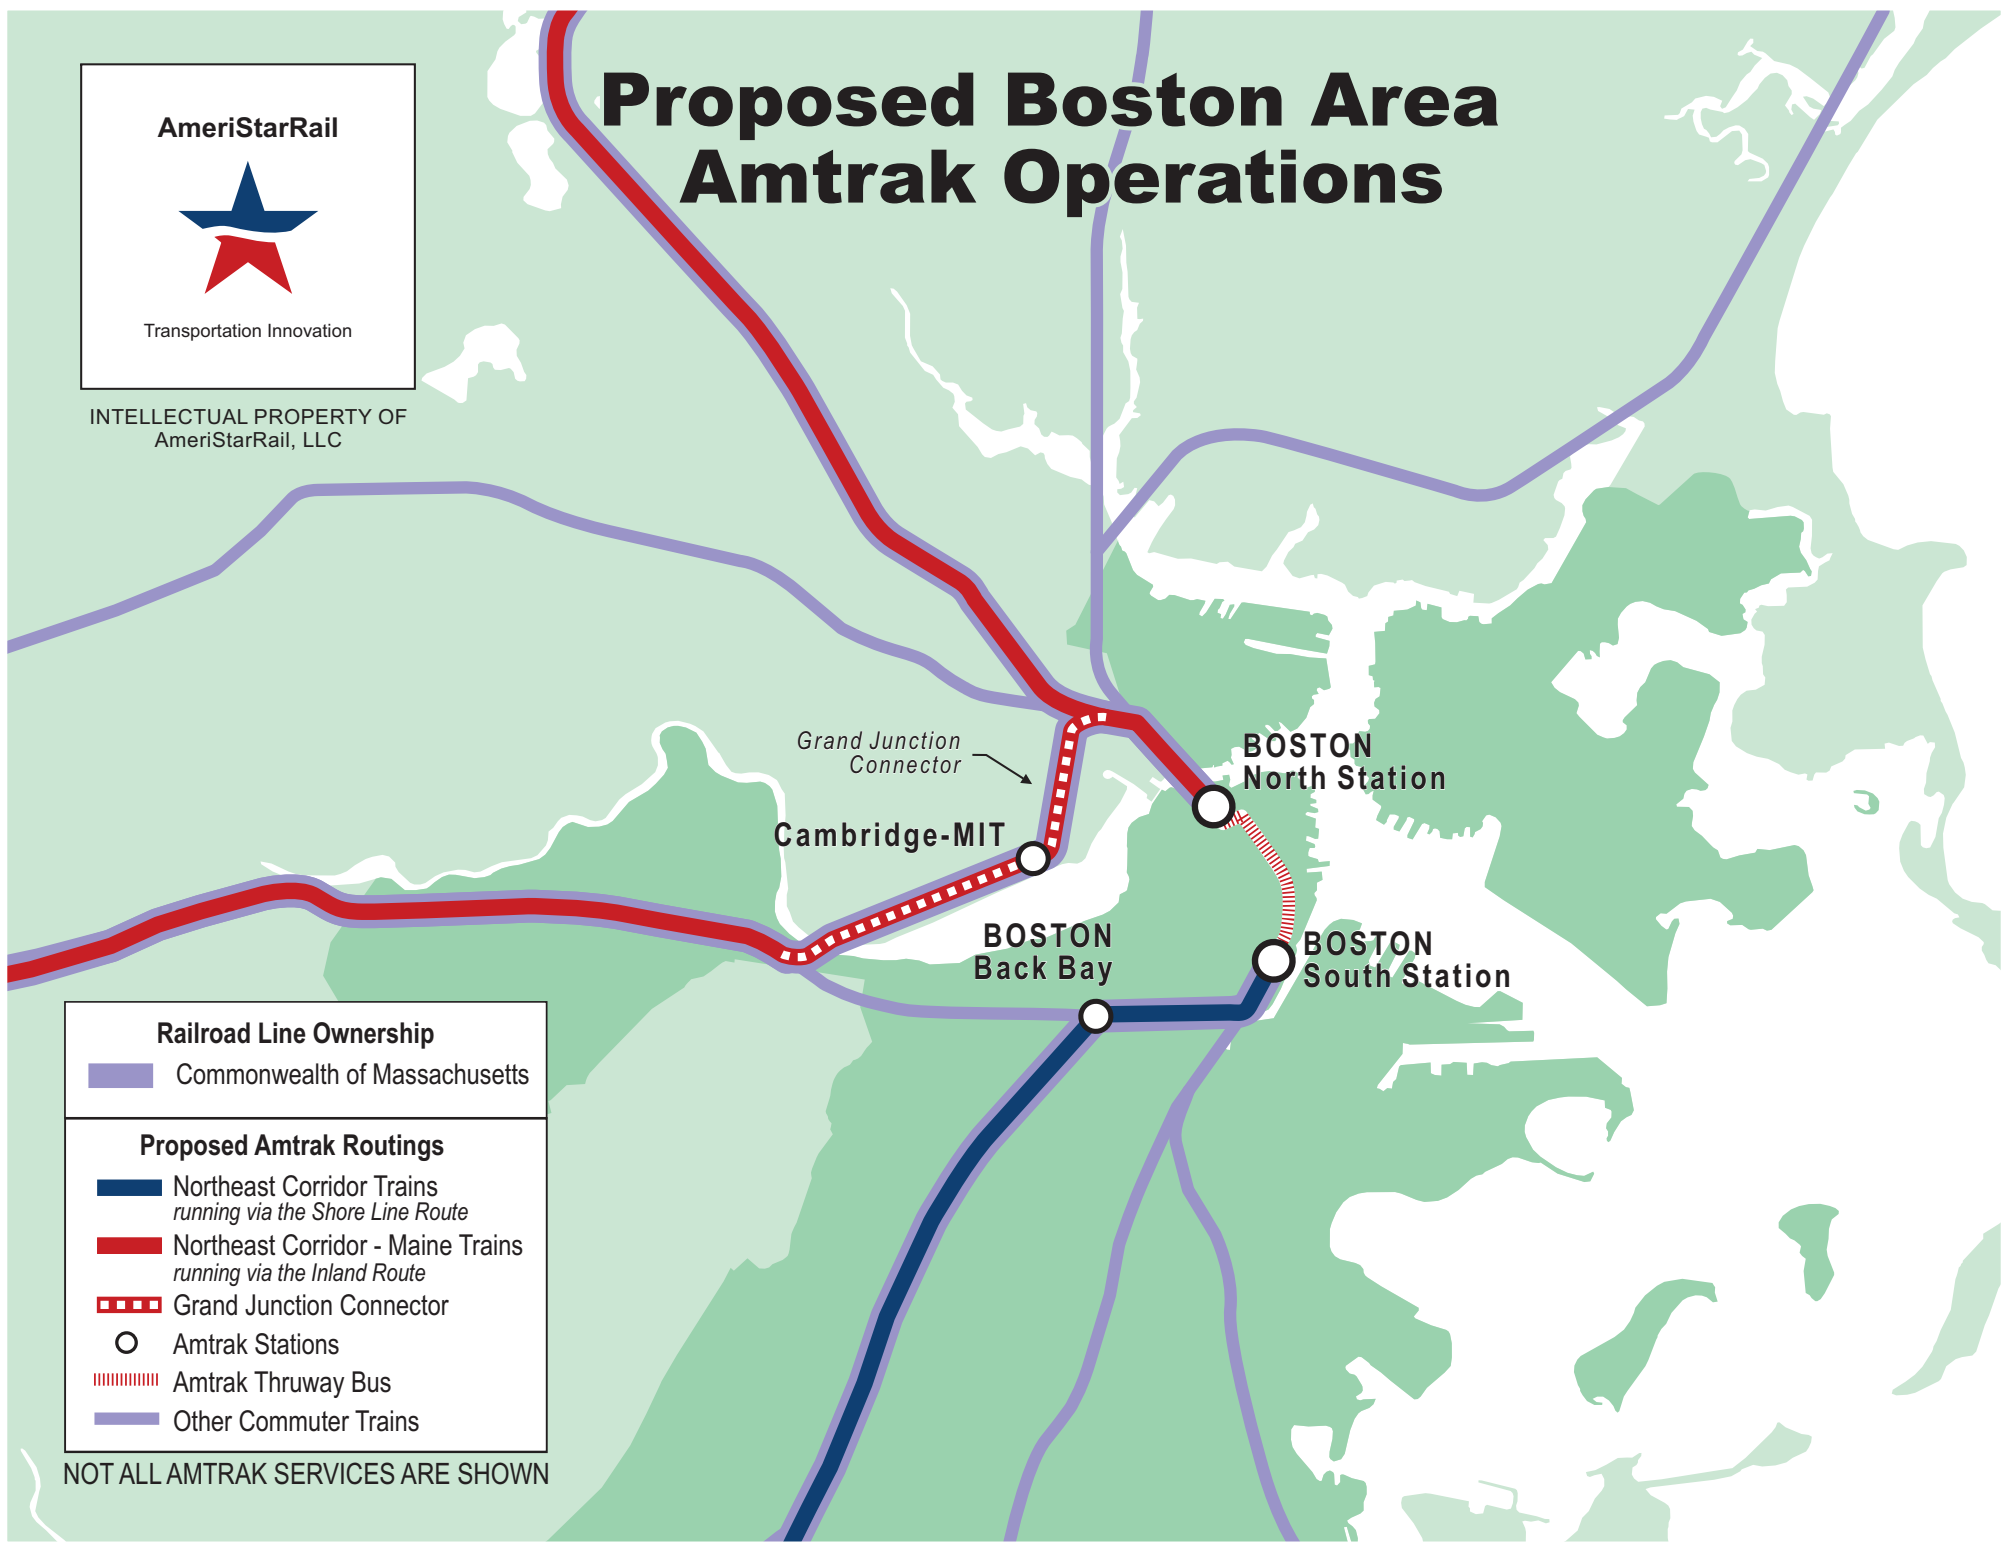 Proposed Boston Area
Amtrak Operations
AmeriStarRail
Transportation Innovation
INTELLECTUAL PROPERTY OF
AmeriStarRail, LLC
Grand Junction
Connector
BOSTON
North Station
Cambridge-MIT
BOSTON
Back Bay
BOSTON
South Station
Railroad Line Ownership
Commonwealth of Massachusetts
Proposed Amtrak Routings
Northeast Corridor Trains
running via the Shore Line Route
Northeast Corridor - Maine Trains
running via the Inland Route
Grand Junction Connector
Amtrak Stations
Amtrak Thruway Bus
Other Commuter Trains
NOT ALL AMTRAK SERVICES ARE SHOWN